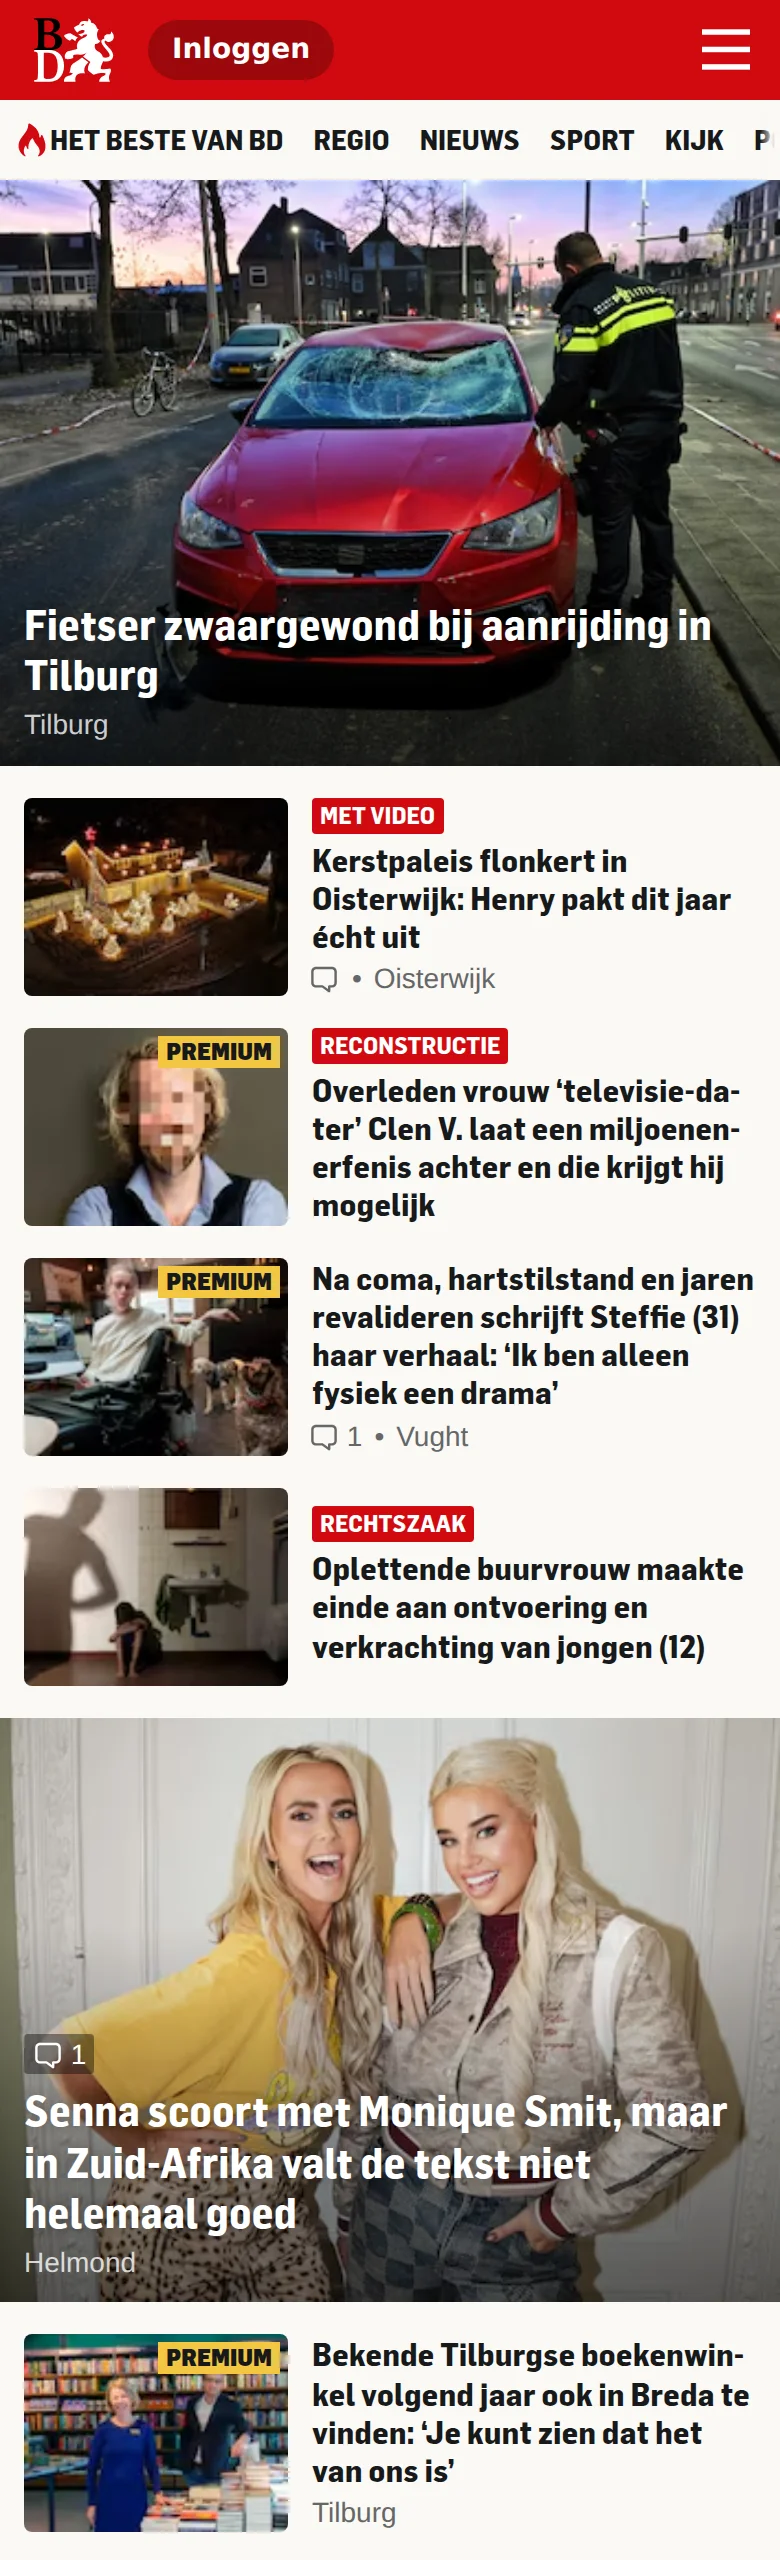 BD
Inloggen
HET BESTE VAN BD REGIO NIEUWS SPORT KIJK
Fietser zwaargewond bij aanrijding in
Tilburg
Tilburg
MET VIDEO
Kerstpaleis flonkert in
Oisterwijk: Henry pakt dit jaar
écht uit
• Oisterwijk
PREMIUM
RECONSTRUCTIE
Overleden vrouw ‘televisie-da-
ter’ Clen V. laat een miljoenen-
erfenis achter en die krijgt hij
mogelijk
PREMIUM
Na coma, hartstilstand en jaren
revalideren schrijft Steffie (31)
haar verhaal: ‘Ik ben alleen
fysiek een drama’
1 • Vught
RECHTSZAAK
Oplettende buurvrouw maakte
einde aan ontvoering en
verkrachting van jongen (12)
1
Senna scoort met Monique Smit, maar
in Zuid-Afrika valt de tekst niet
helemaal goed
Helmond
PREMIUM
Bekende Tilburgse boekenwin-
kel volgend jaar ook in Breda te
vinden: ‘Je kunt zien dat het
van ons is’
Tilburg